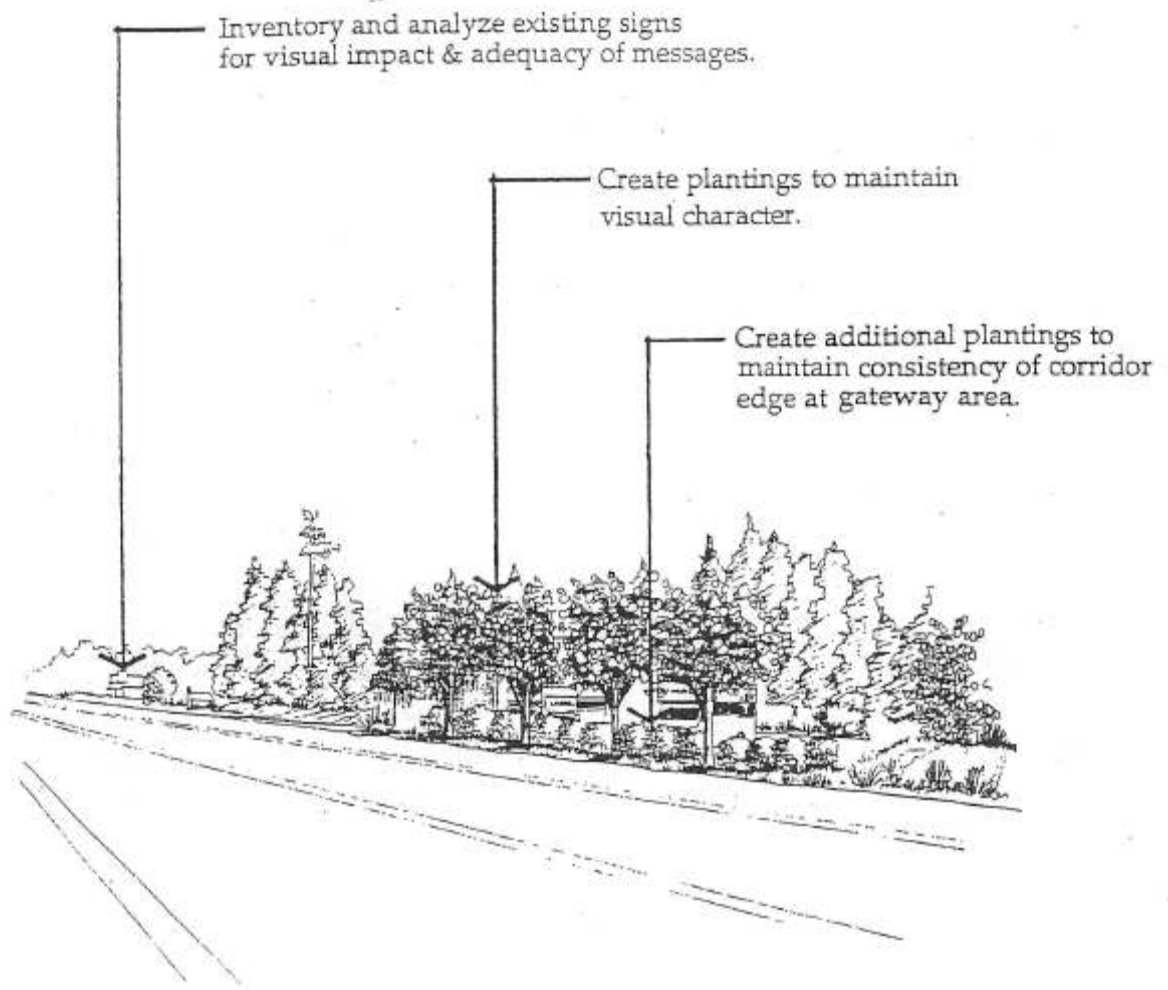 Inventory and analyze existing signs
for visual impact & adequacy of messages.
Create plantings to maintain
visual character.
Create additional plantings to
maintain consistency of corridor
edge at gateway area.